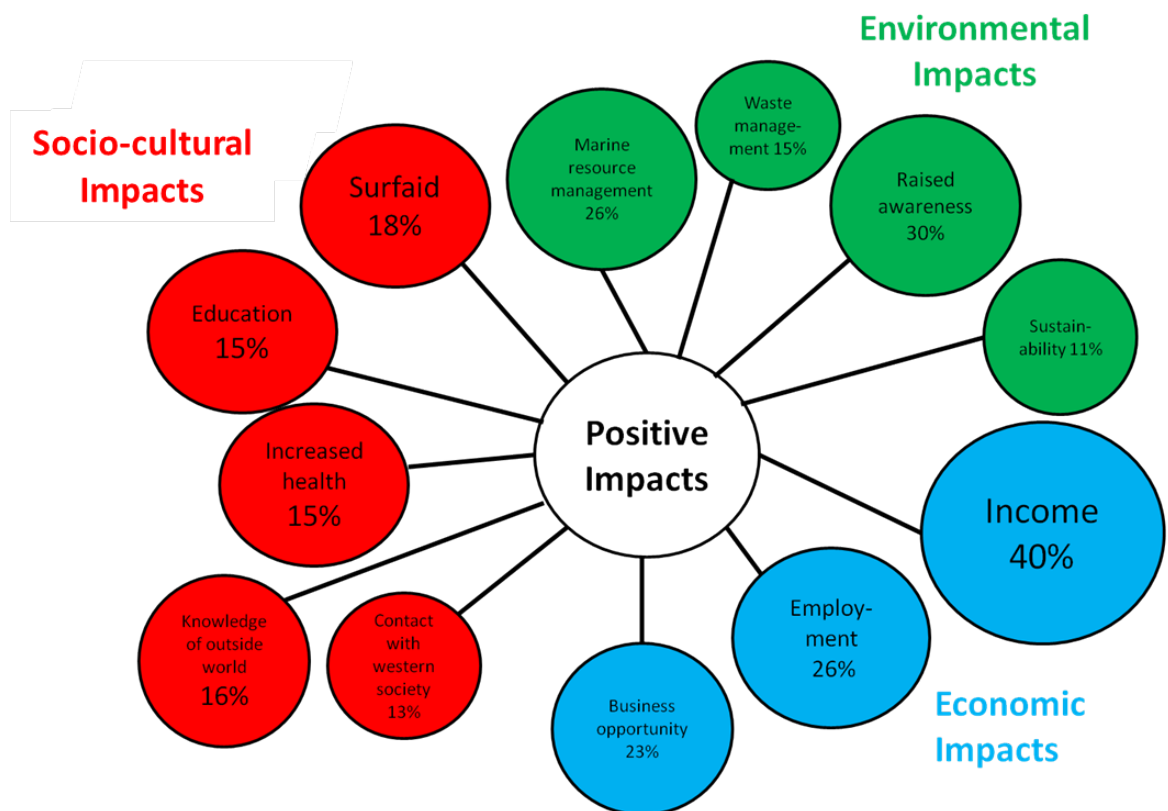 Environmental
Impacts
Socio-cultural
Impacts
Surfaid
18%
Marine
resource
management
26%
Waste
manage-
ment 15%
Raised
awareness
30%
Education
15%
Sustain-
ability 11%
Increased
health
15%
Positive
Impacts
Income
40%
Knowledge
of outside
world
16%
Contact
with
western
society
13%
Business
opportunity
23%
Employ-
ment
26%
Economic
Impacts